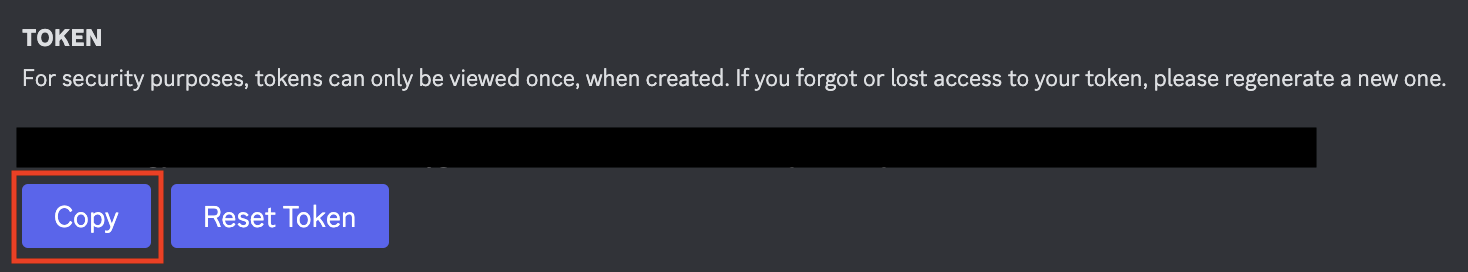 TOKEN
For security purposes, tokens can only be viewed once, when created. If you forgot or lost access to your token, please regenerate a new one.
Copy
Reset Token